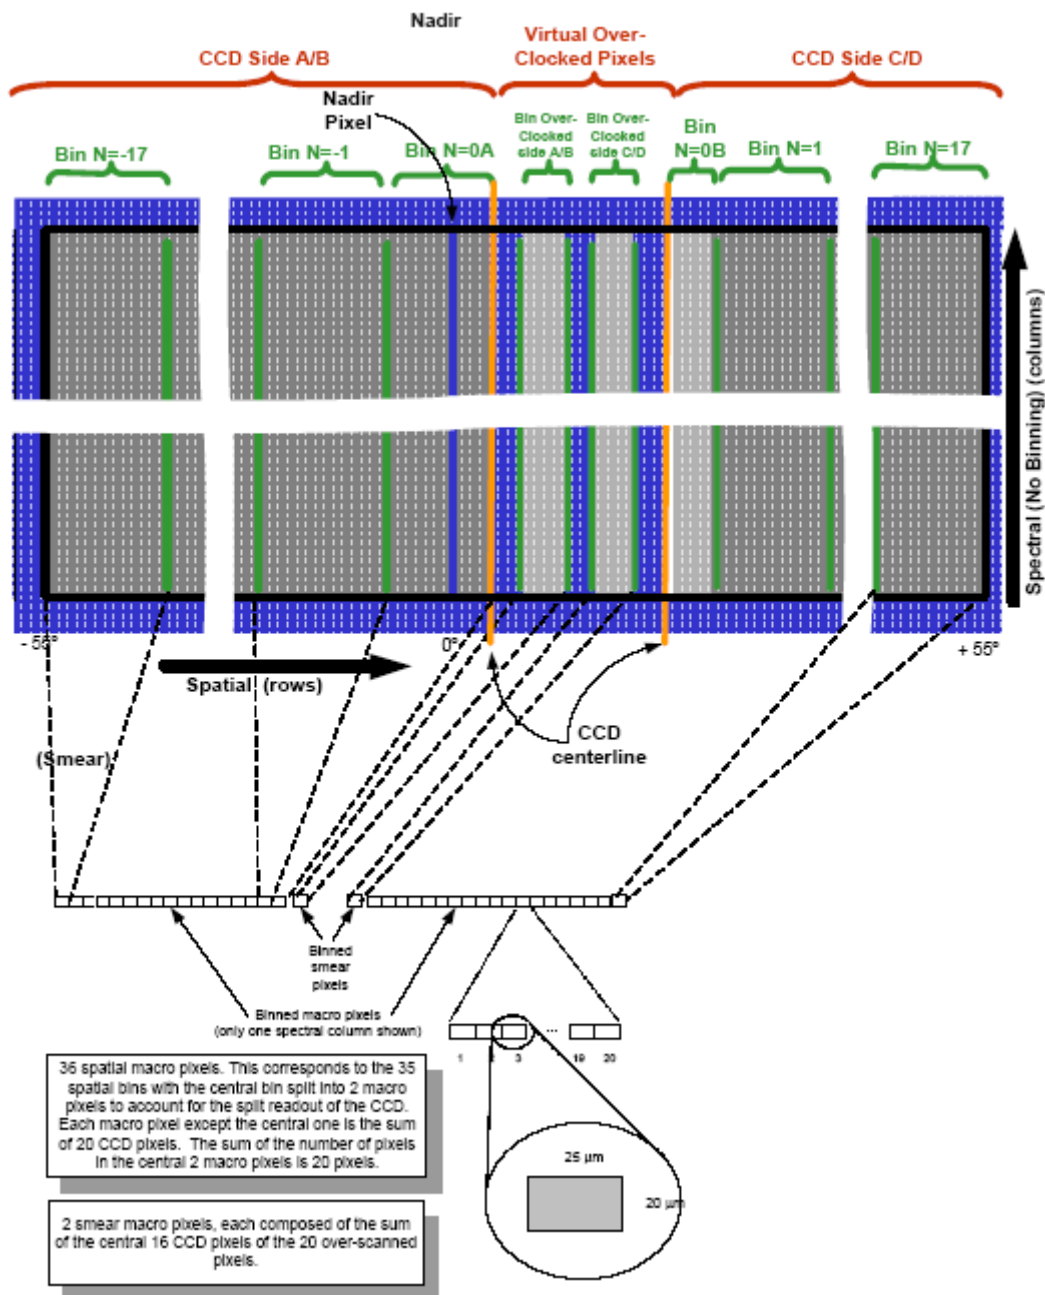 Nadir
CCD Side A/B
Virtual Over-
Clocked Pixels
CCD Side C/D
Nadir
Pixel
Bin N=-17
Bin N=-1
Bin N=0A
Bin Over-
Clooked
side A/B
Bin Over-
Clooked
side C/D
Bin
N=0B
Bin N=1
Bin N=17
Spectral (No Binning) (columns)
- 55°
0°
+ 55°
Spatial (rows)
CCD
centerline
(Smear)
Binned
smear
pixels
Binned macro pixels
(only one spectral column shown)
1 3 ... 19 20
36 spatial macro pixels. This corresponds to the 35
spatial bins with the central bin split into 2 macro
pixels to account for the split readout of the CCD.
Each macro pixel except the central one is the sum
of 20 CCD pixels. The sum of the number of pixels
in the central 2 macro pixels is 20 pixels.
25 µm
20 µm
2 smear macro pixels, each composed of the sum
of the central 16 CCD pixels of the 20 over-scanned
pixels.